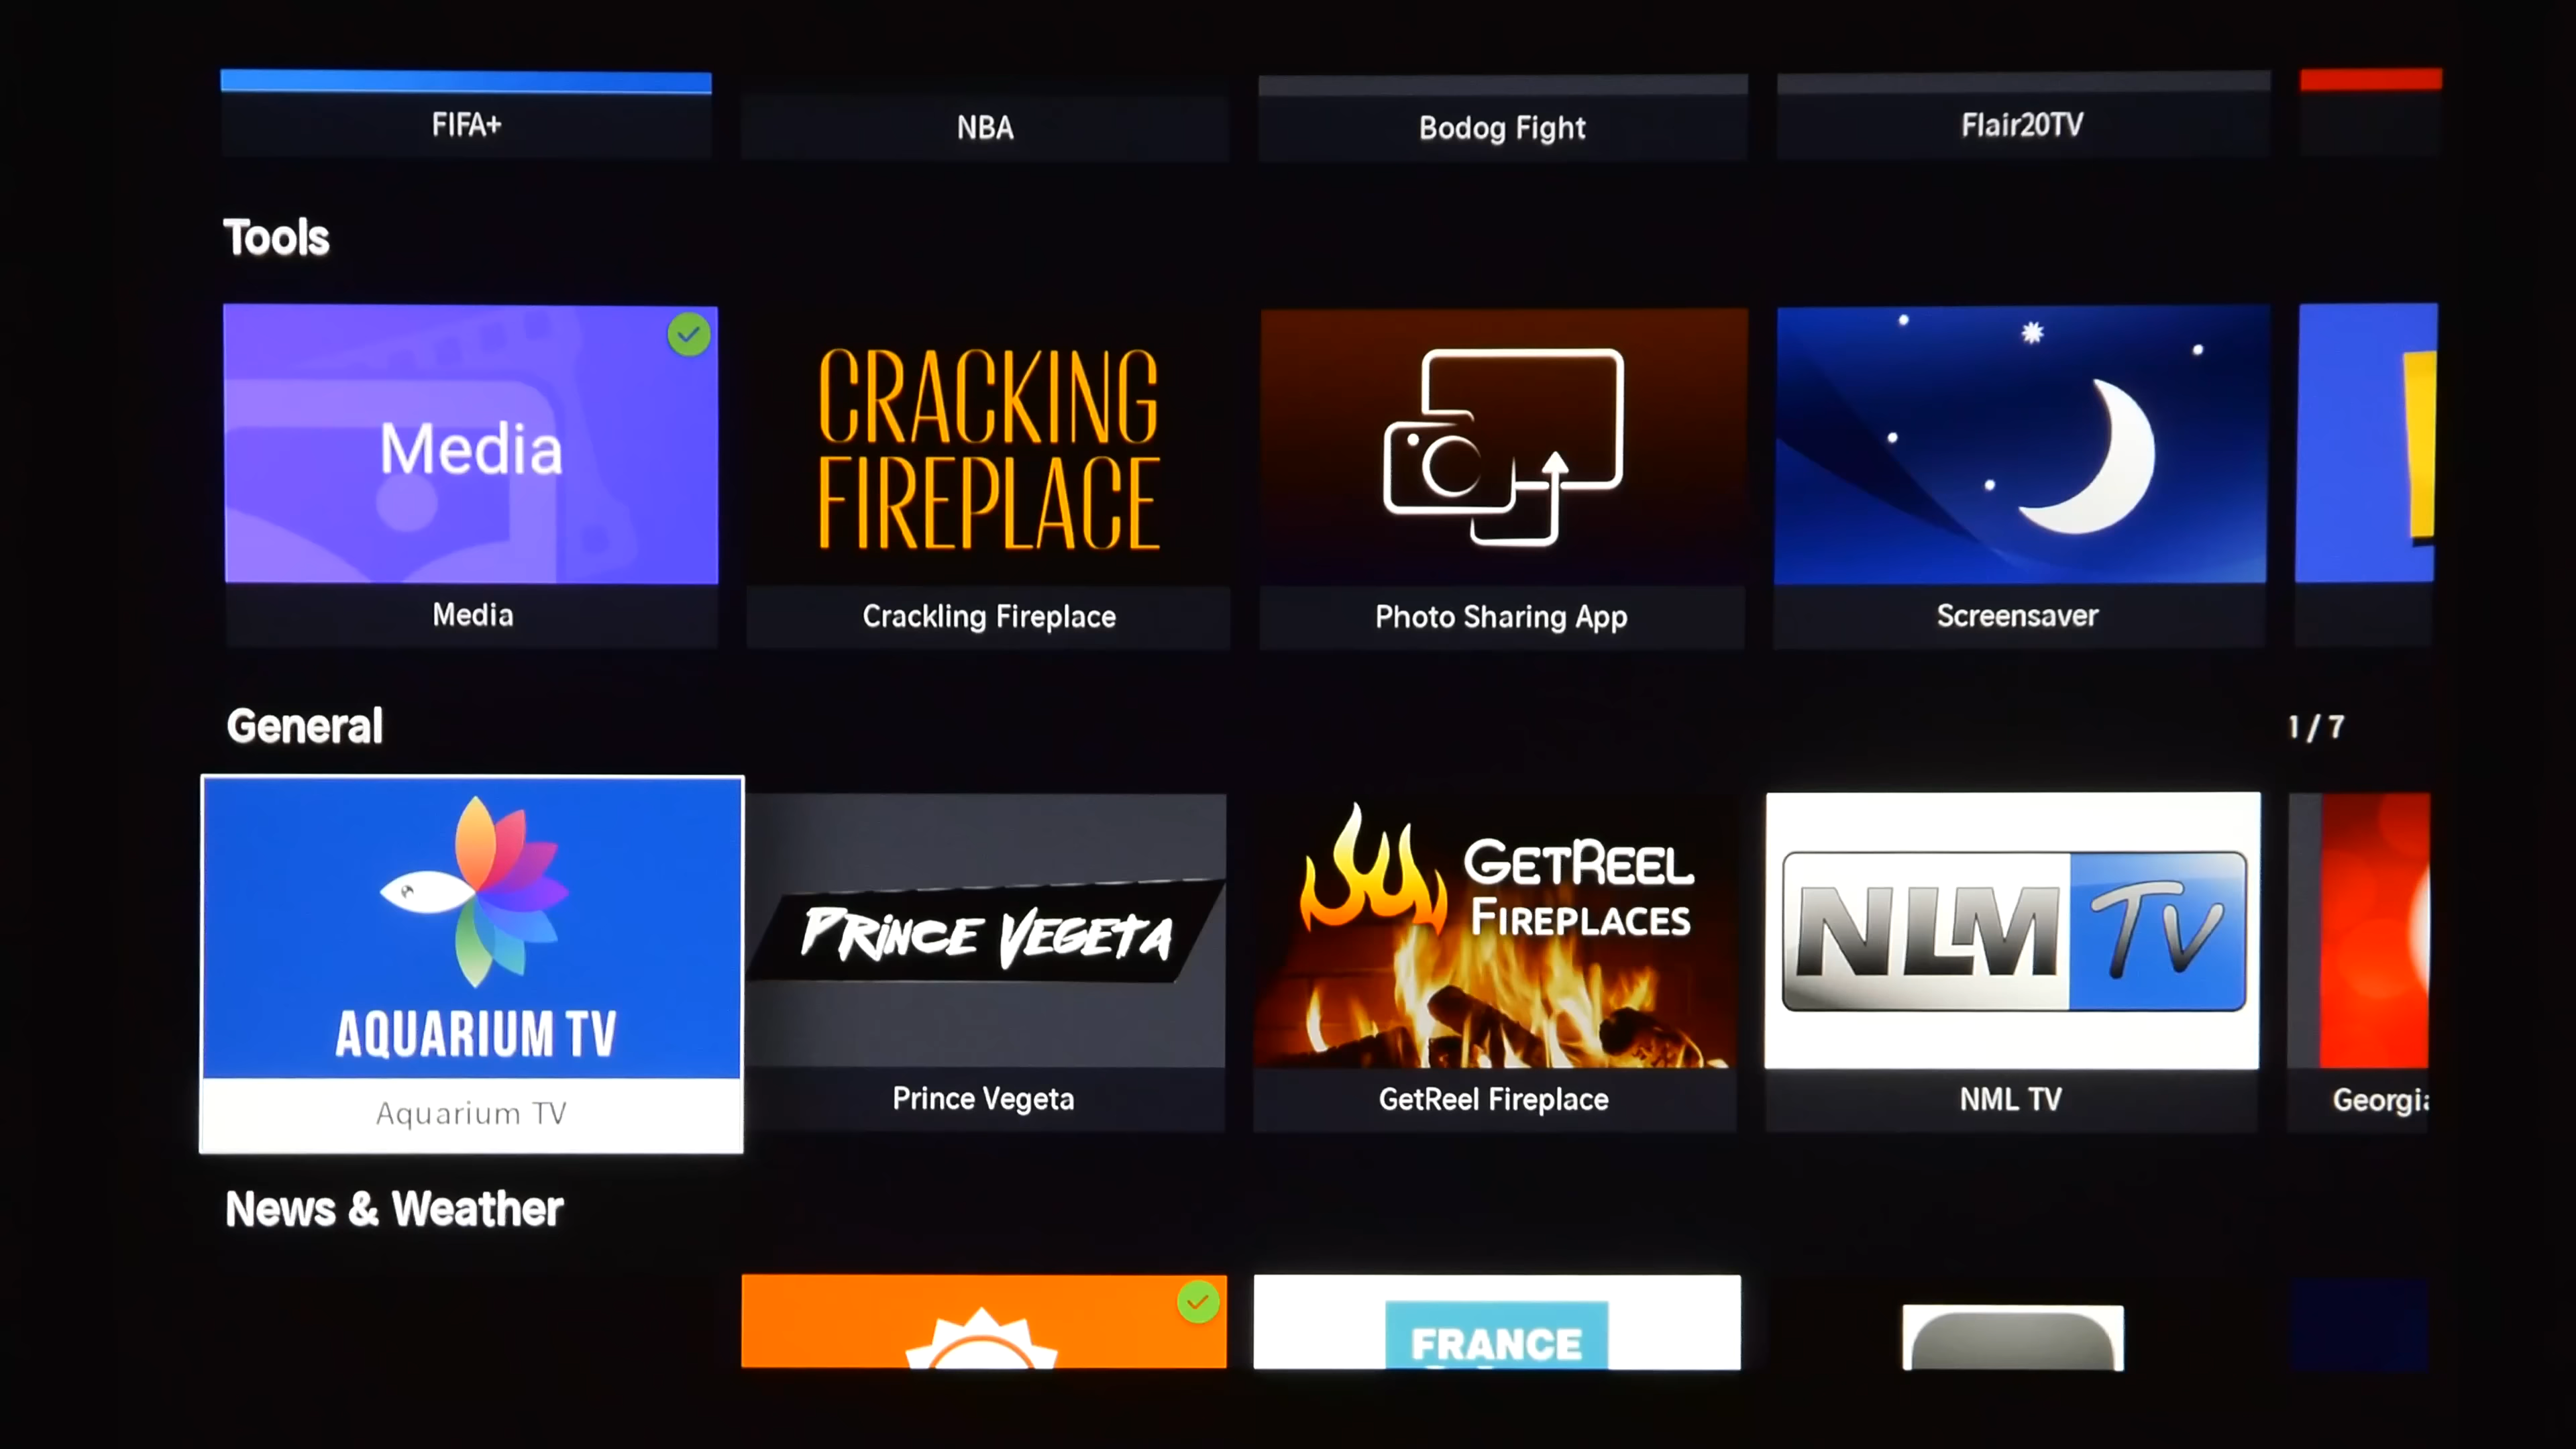 FIFA+
NBA
Bodog Fight
Flair20TV
Tools
Media
CRACKING
FIREPLACE
Media
Crackling Fireplace
Photo Sharing App
Screensaver
General
1 / 7
AQUARIUM TV
PRINCE VEGETA
GETREEL
FIREPLACES
NLM TV
Aquarium TV
Prince Vegeta
GetReel Fireplace
NML TV
News & Weather
FRANCE